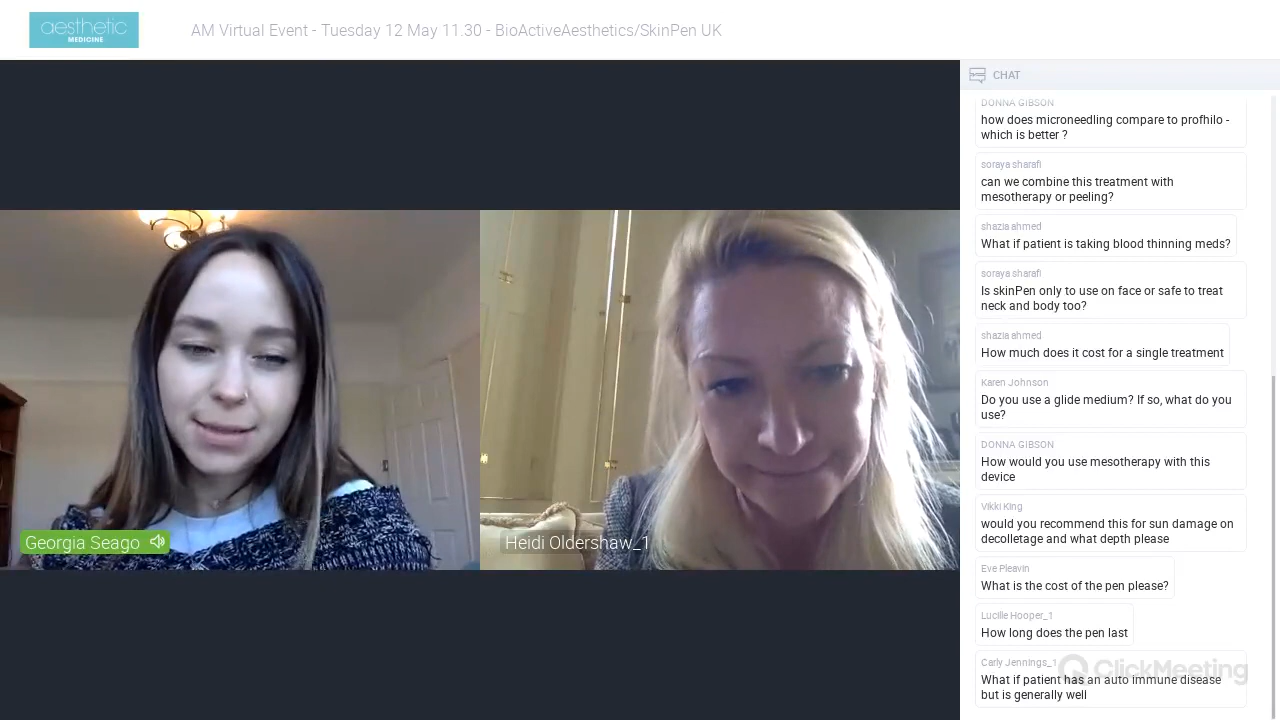 aesthetic
MEDICINE
AM Virtual Event - Tuesday 12 May 11.30 - BioActiveAesthetics/SkinPen UK
CHAT
DONNA GIBSON
how does microneedling compare to profhilo -
which is better ?
soraya sharafi
can we combine this treatment with
mesotherapy or peeling?
shazia ahmed
What if patient is taking blood thinning meds?
soraya sharafi
Is skinPen only to use on face or safe to treat
neck and body too?
shazia ahmed
How much does it cost for a single treatment
Karen Johnson
Do you use a glide medium? If so, what do you
use?
DONNA GIBSON
How would you use mesotherapy with this
device
Vikki King
would you recommend this for sun damage on
decolletage and what depth please
Eve Pleavin
What is the cost of the pen please?
Lucille Hooper_1
How long does the pen last
Carly Jennings_1
What if patient has an auto immune disease
but is generally well
ClickMeeting
Georgia Seago
Heidi Oldershaw_1